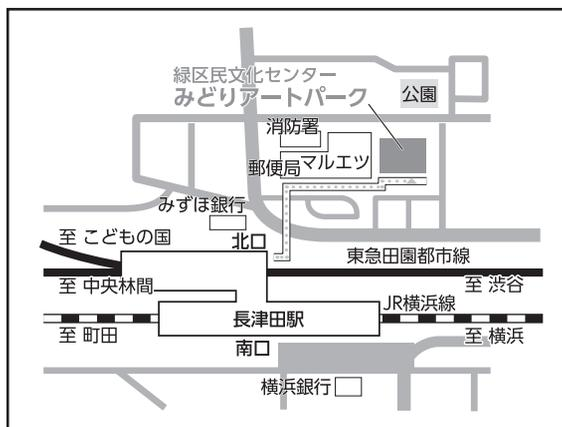 緑区民文化センター
みどりアートパーク
公園
消防署
郵便局
マルエツ
みずほ銀行
至 こどもの国
北口
東急田園都市線
至 中央林間
至 渋谷
JR横浜線
長津田駅
至 町田
至 横浜
南口
横浜銀行